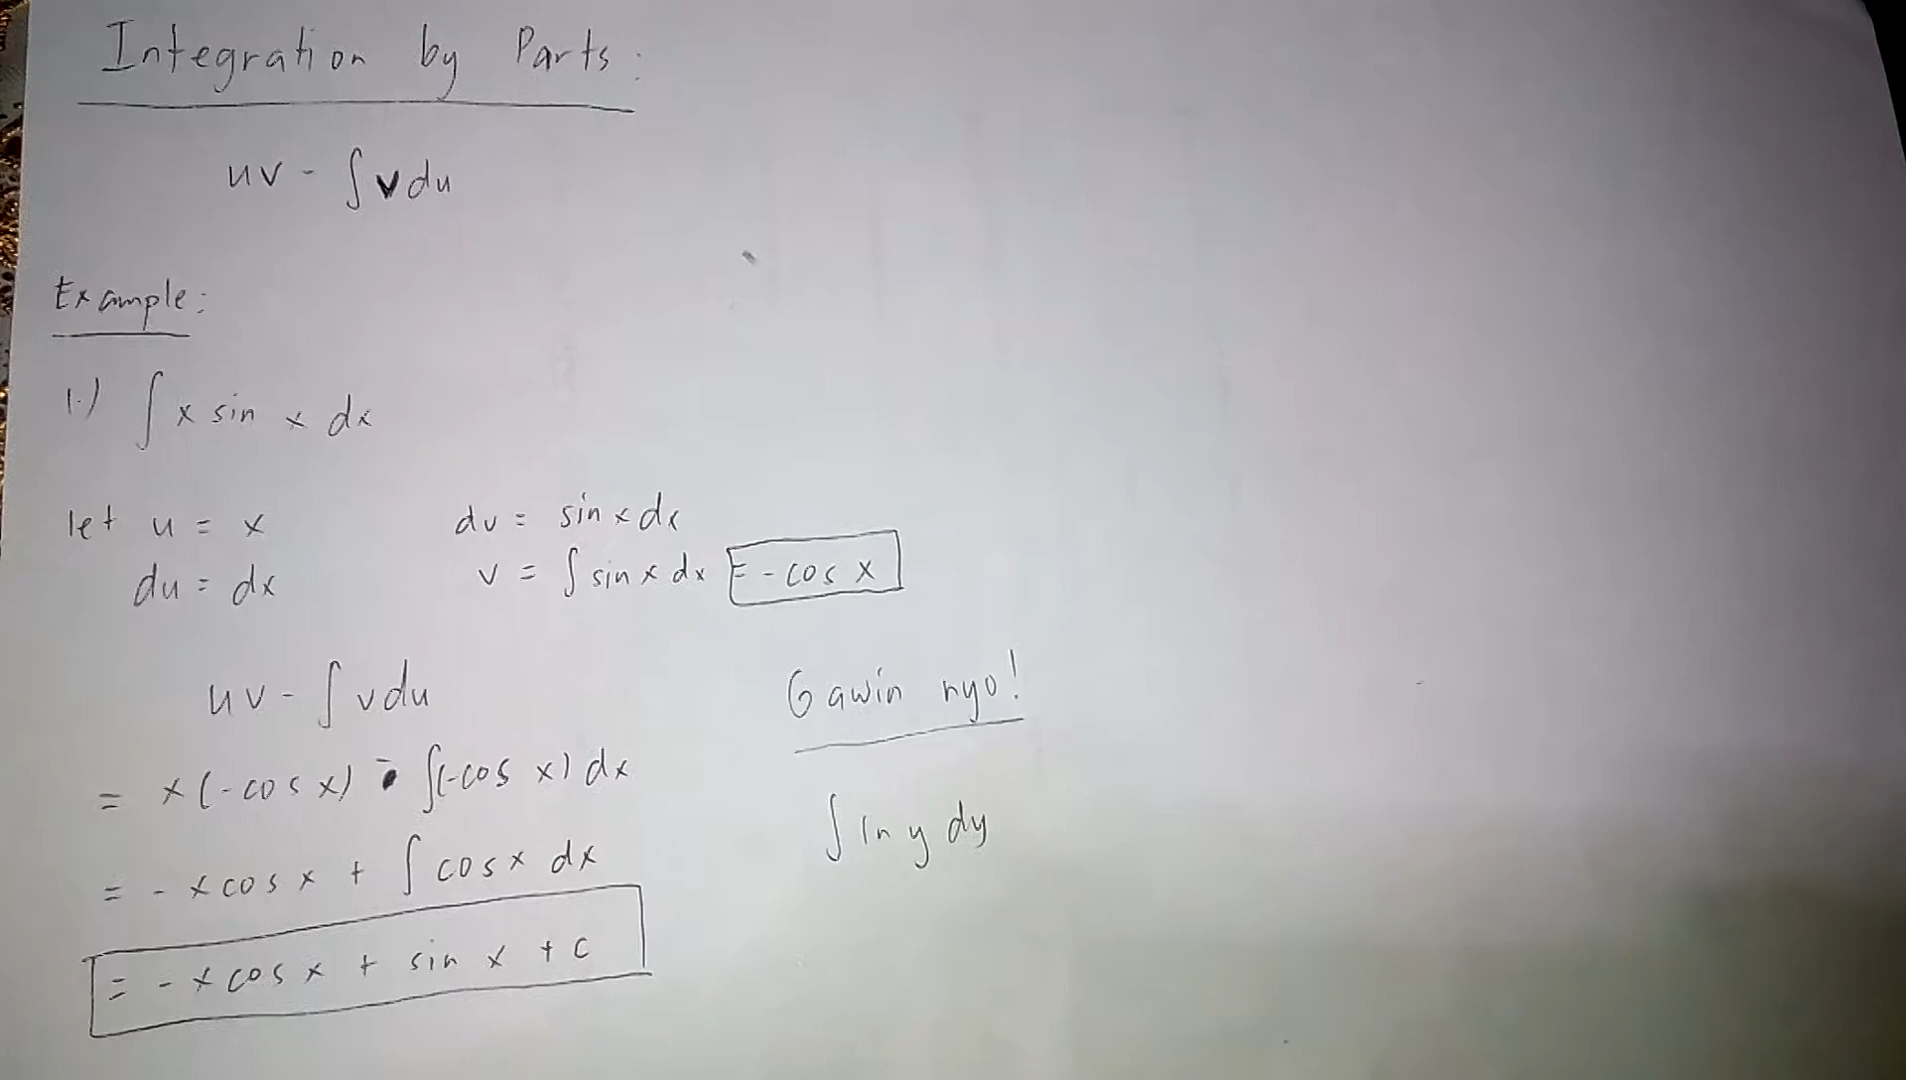 Integration by Parts:
uv - ∫vdu
Example:
1.) ∫x sin x dx
let u = x
du = dx
dv = sin x dx
v = ∫ sin x dx = - cos x
uv - ∫vdu
= x(-cos x) - ∫(-cos x) dx
= - x cos x + ∫ cos x dx
= - x cos x + sin x + c
Gawin nyo!
∫ ln y dy